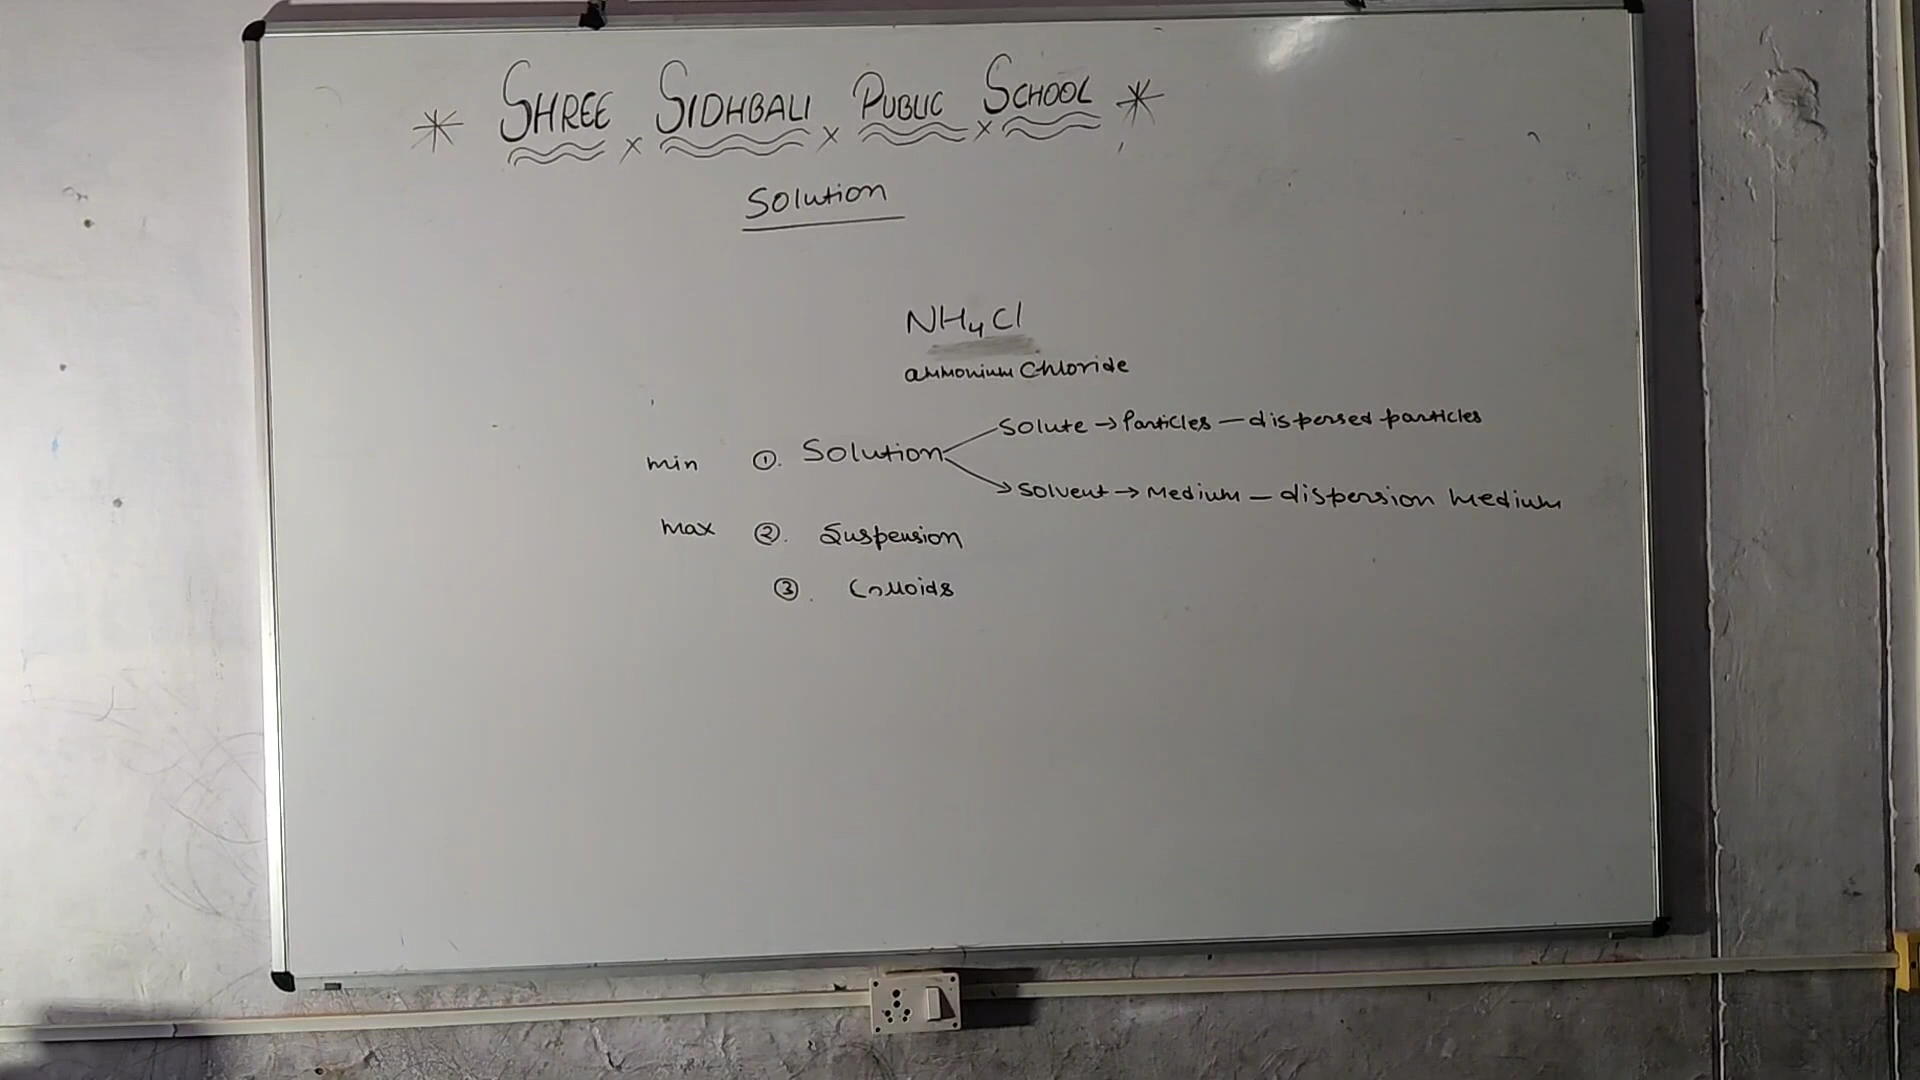 * SHREE x SIDHBALI x PUBLIC x SCHOOL *
Solution
NH₄Cl
ammonium Chloride
Solute → Particles — dispersed particles
min ①. Solution
Solvent → Medium — dispersion Medium
max ②. Suspension
③. Colloids